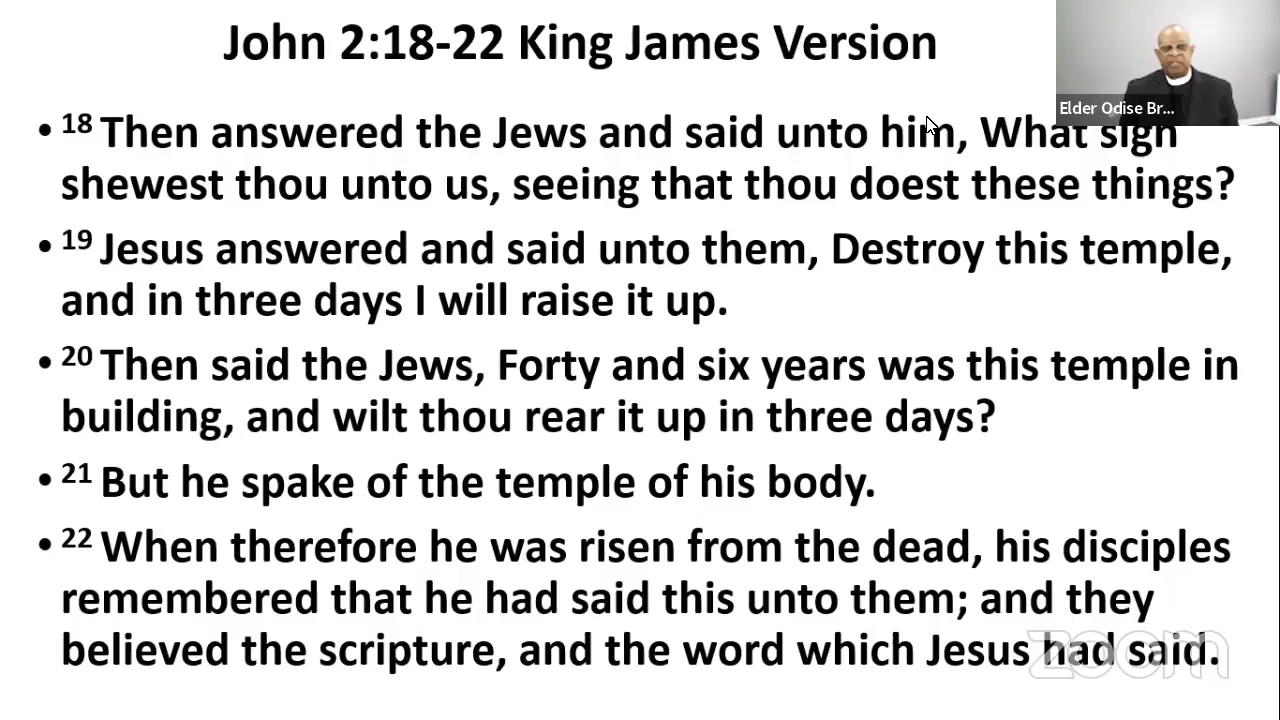 John 2:18-22 King James Version
Elder Odise Br...
• 18 Then answered the Jews and said unto him, What sign
shewest thou unto us, seeing that thou doest these things?
• 19 Jesus answered and said unto them, Destroy this temple,
and in three days I will raise it up.
• 20 Then said the Jews, Forty and six years was this temple in
building, and wilt thou rear it up in three days?
• 21 But he spake of the temple of his body.
• 22 When therefore he was risen from the dead, his disciples
remembered that he had said this unto them; and they
believed the scripture, and the word which Jesus had said.
zoom